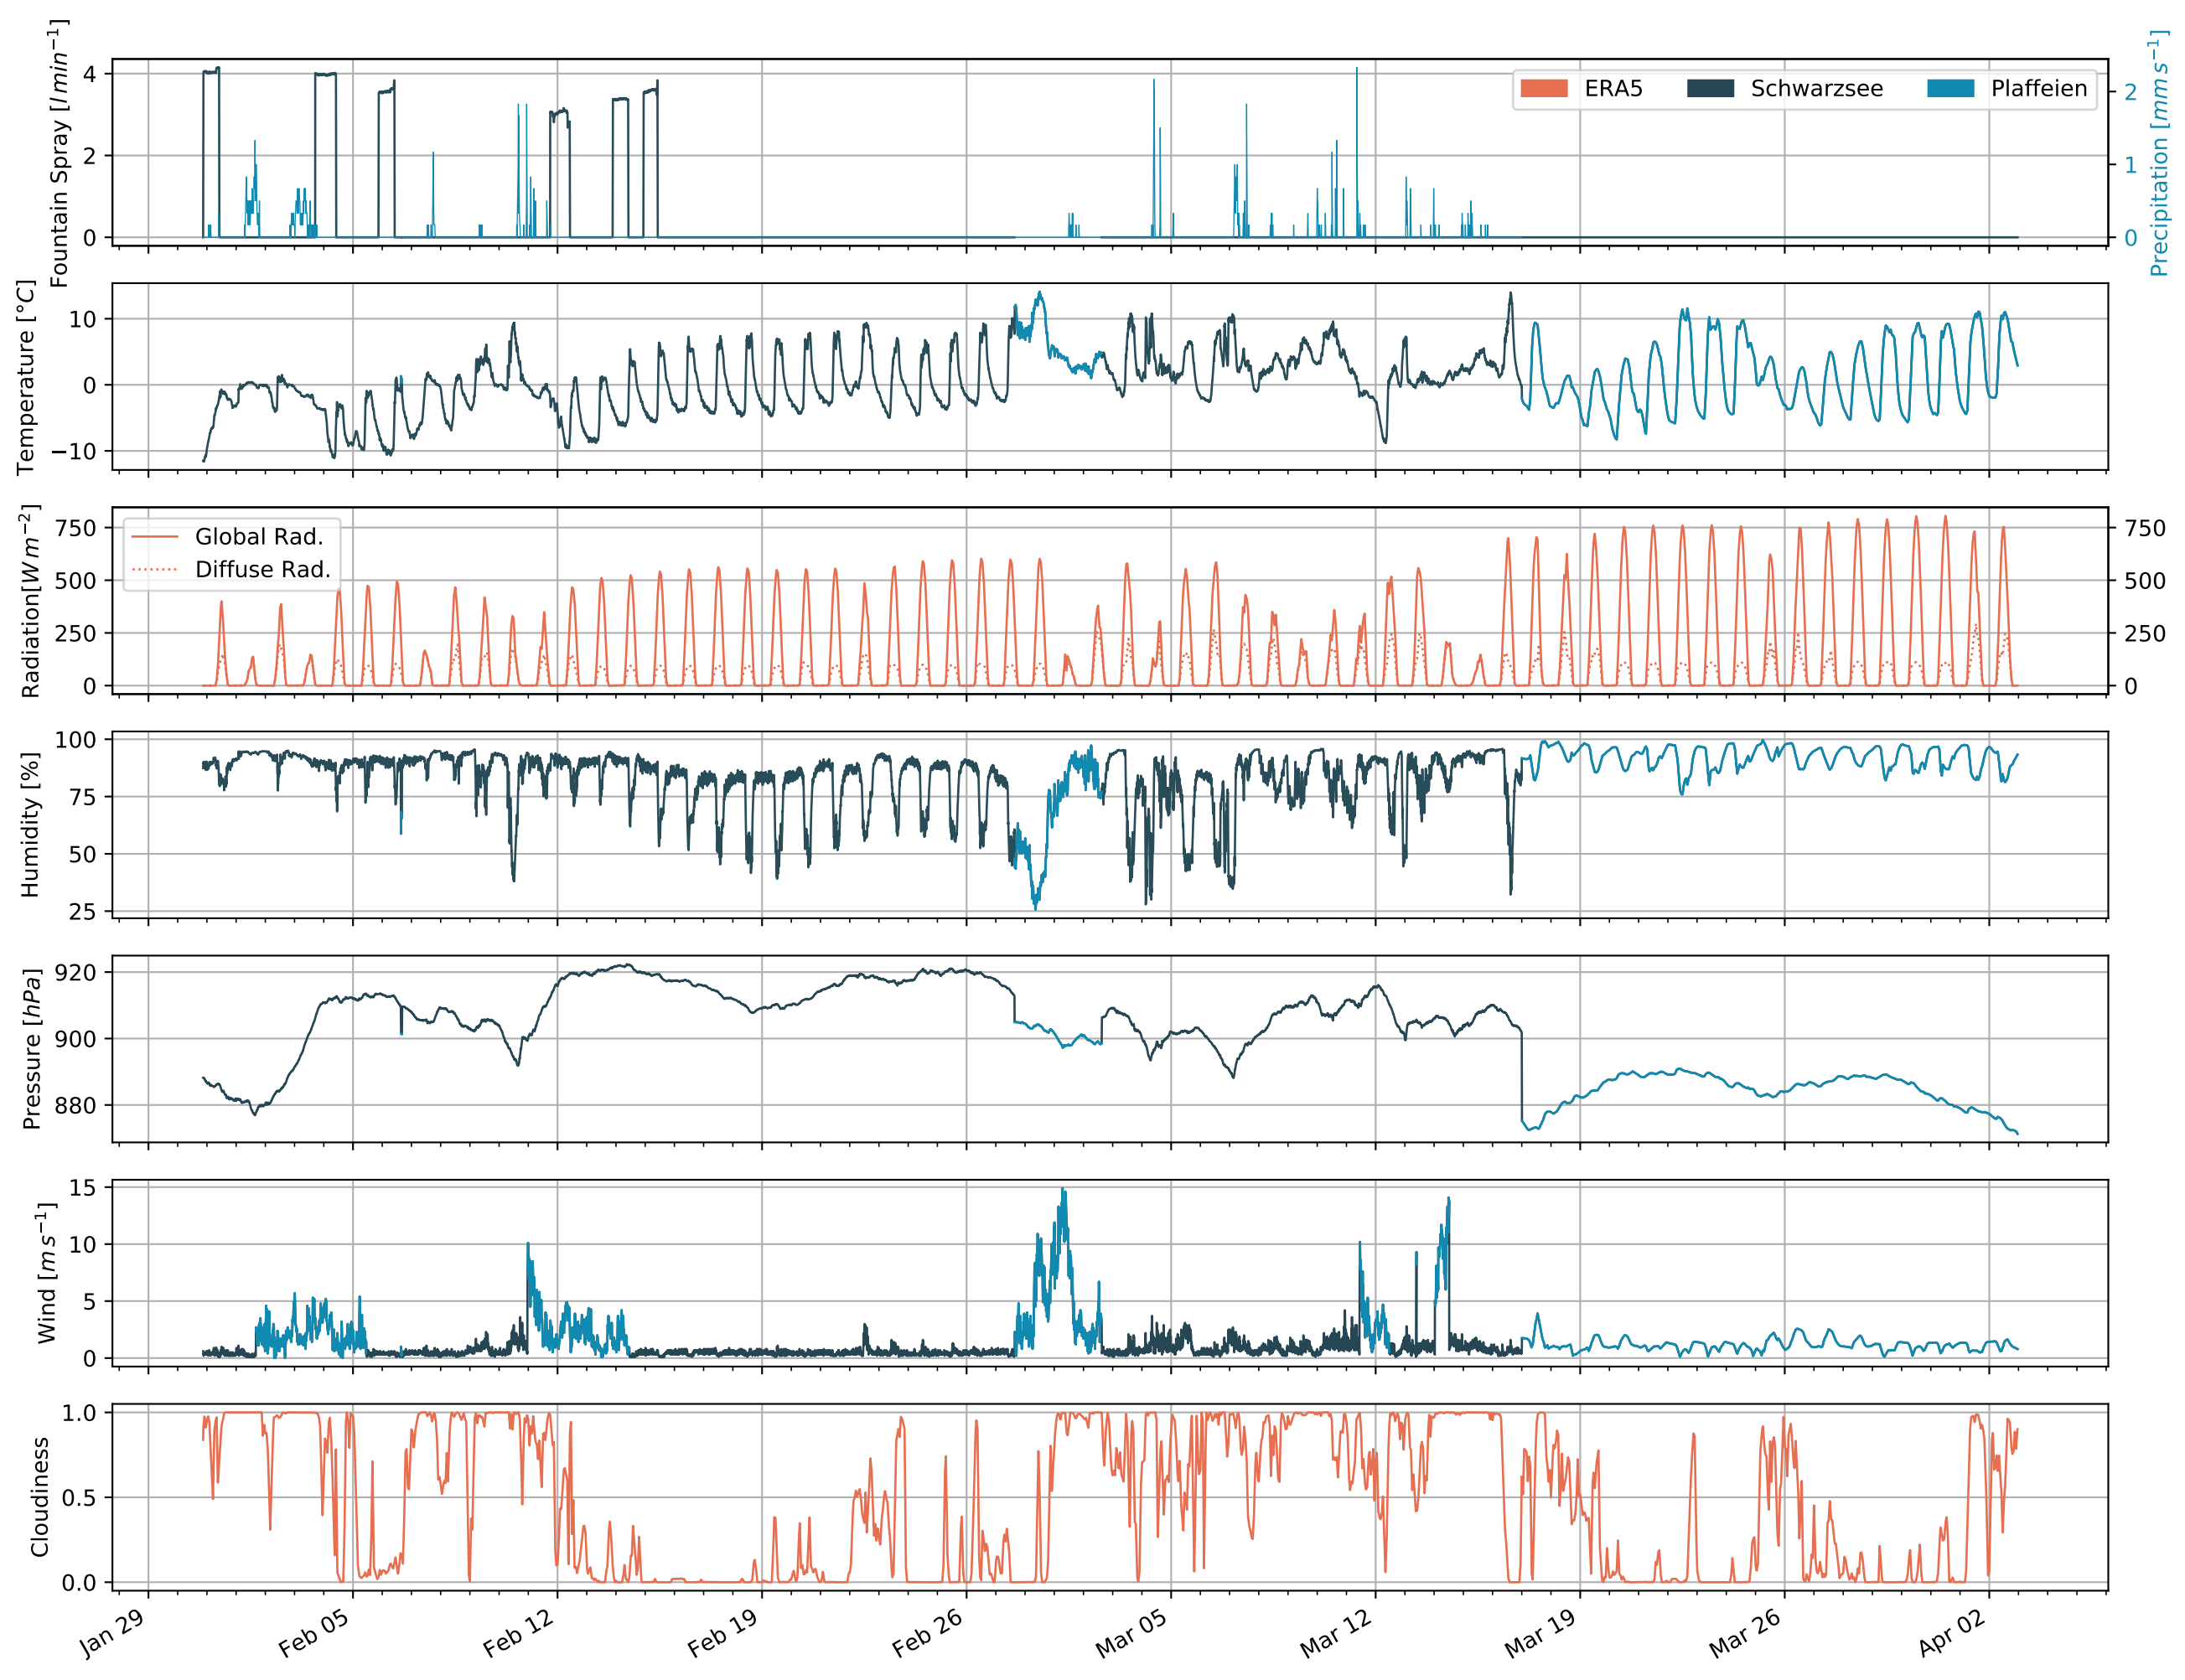 Fountain Spray [l min⁻¹]
4
2
0
ERA5
Schwarzsee
Plaffeien
2
1
0
Precipitation [mm s⁻¹]
Temperature [°C]
10
0
−10
Radiation[W m⁻²]
750
500
250
0
Global Rad.
Diffuse Rad.
750
500
250
0
Humidity [%]
100
75
50
25
Pressure [hPa]
920
900
880
Wind [m s⁻¹]
15
10
5
0
Cloudiness
1.0
0.5
0.0
Jan 29
Feb 05
Feb 12
Feb 19
Feb 26
Mar 05
Mar 12
Mar 19
Mar 26
Apr 02